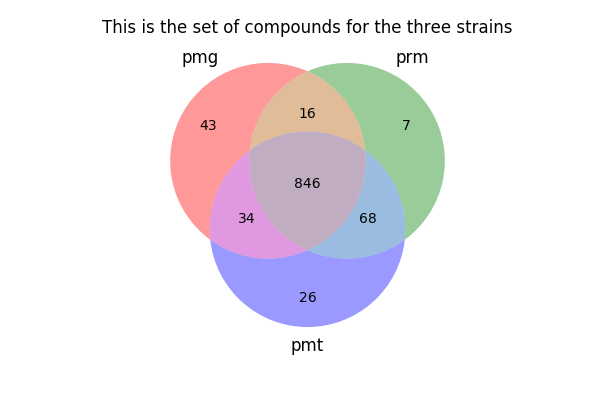 This is the set of compounds for the three strains
pmg
prm
43
16
7
846
34
68
26
pmt